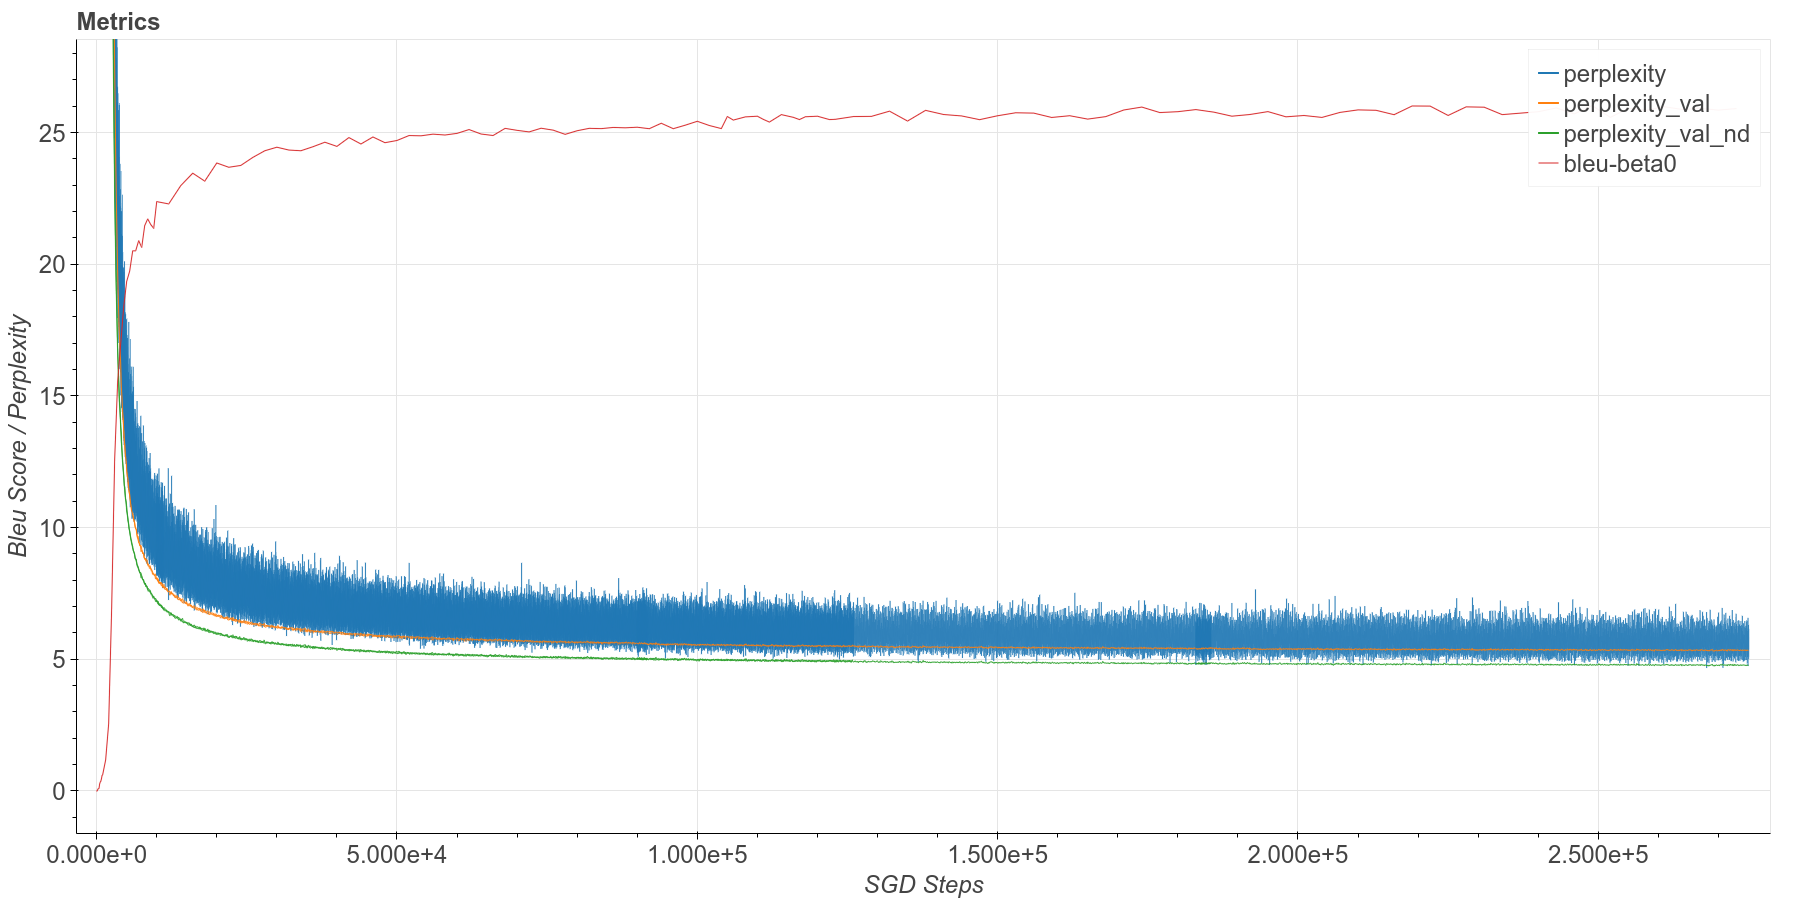 Metrics
perplexity
perplexity_val
perplexity_val_nd
bleu-beta0
25
20
15
10
5
0
Bleu Score / Perplexity
0.000e+0 5.000e+4 1.000e+5 1.500e+5 2.000e+5 2.500e+5
SGD Steps